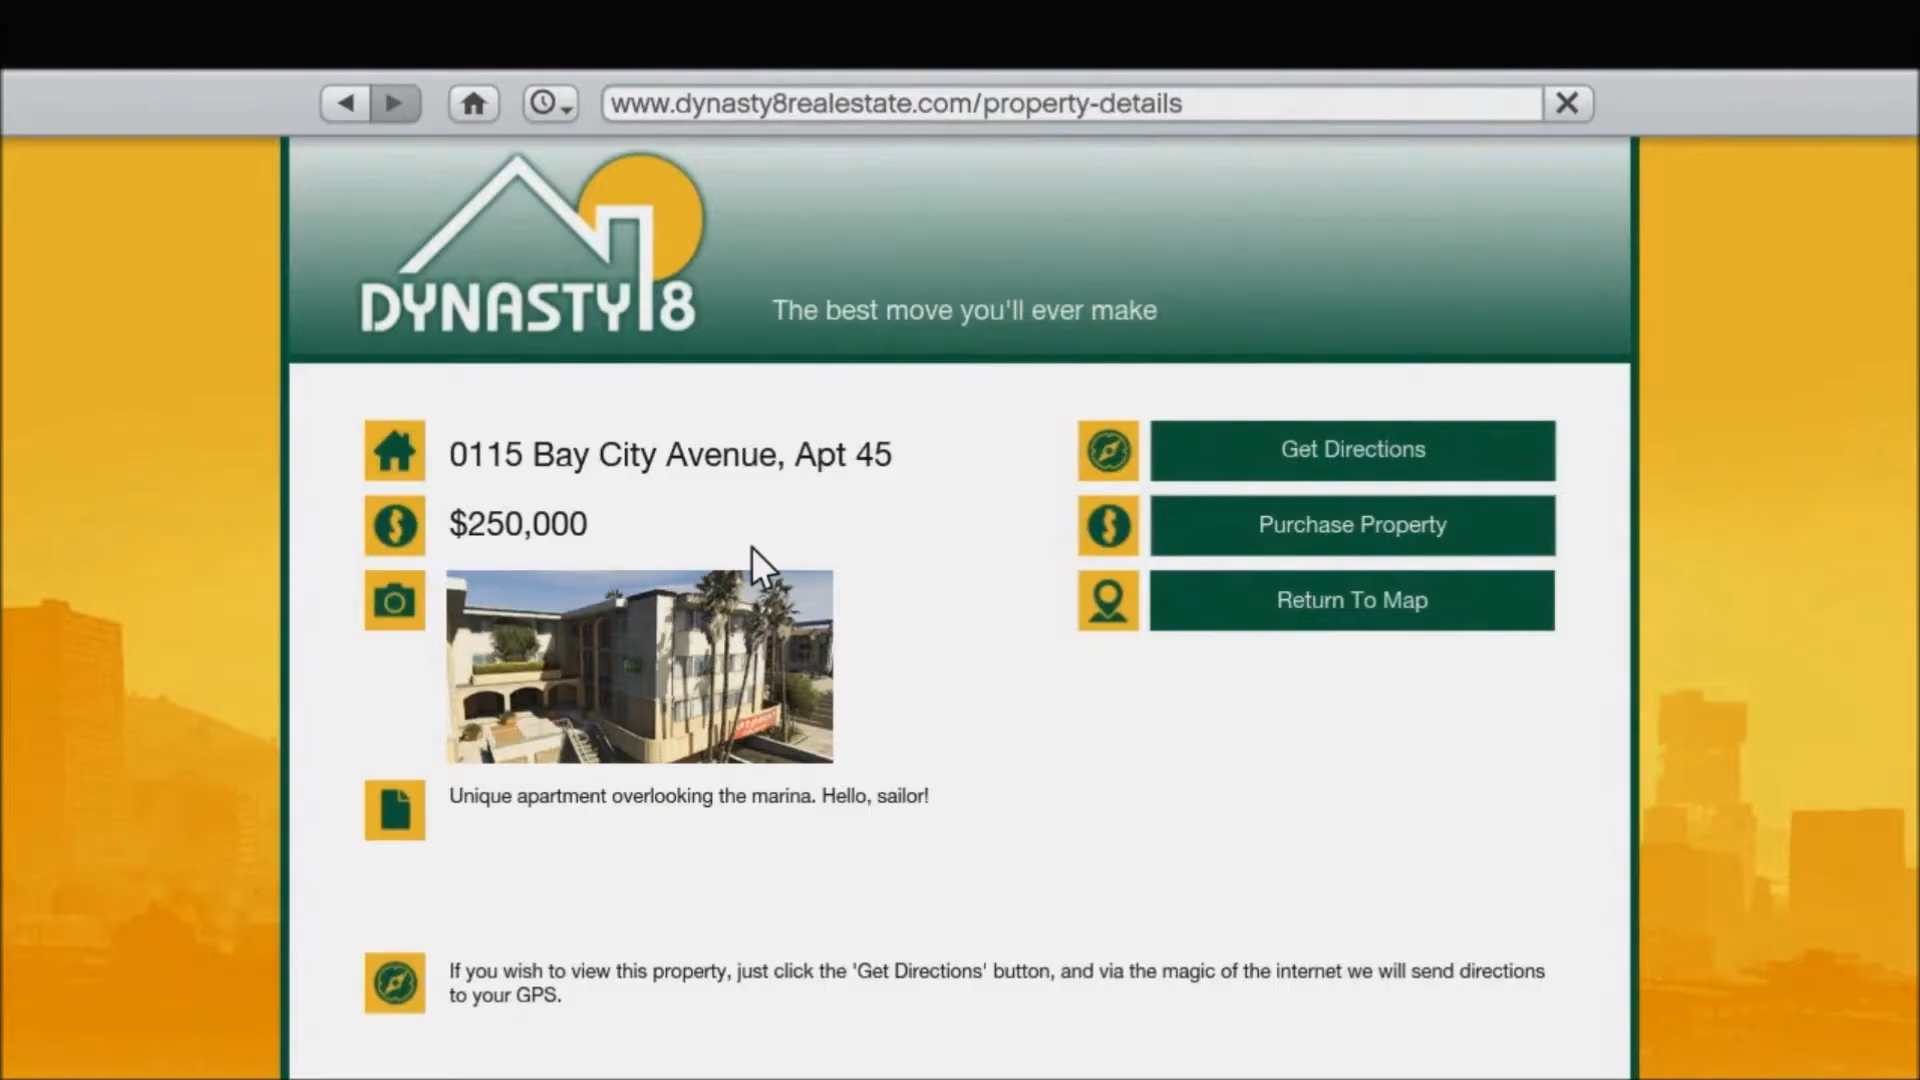 www.dynasty8realestate.com/property-details
DYNASTY 8
The best move you'll ever make
0115 Bay City Avenue, Apt 45
$250,000
Get Directions
Purchase Property
Return To Map
Unique apartment overlooking the marina. Hello, sailor!
If you wish to view this property, just click the 'Get Directions' button, and via the magic of the internet we will send directions
to your GPS.